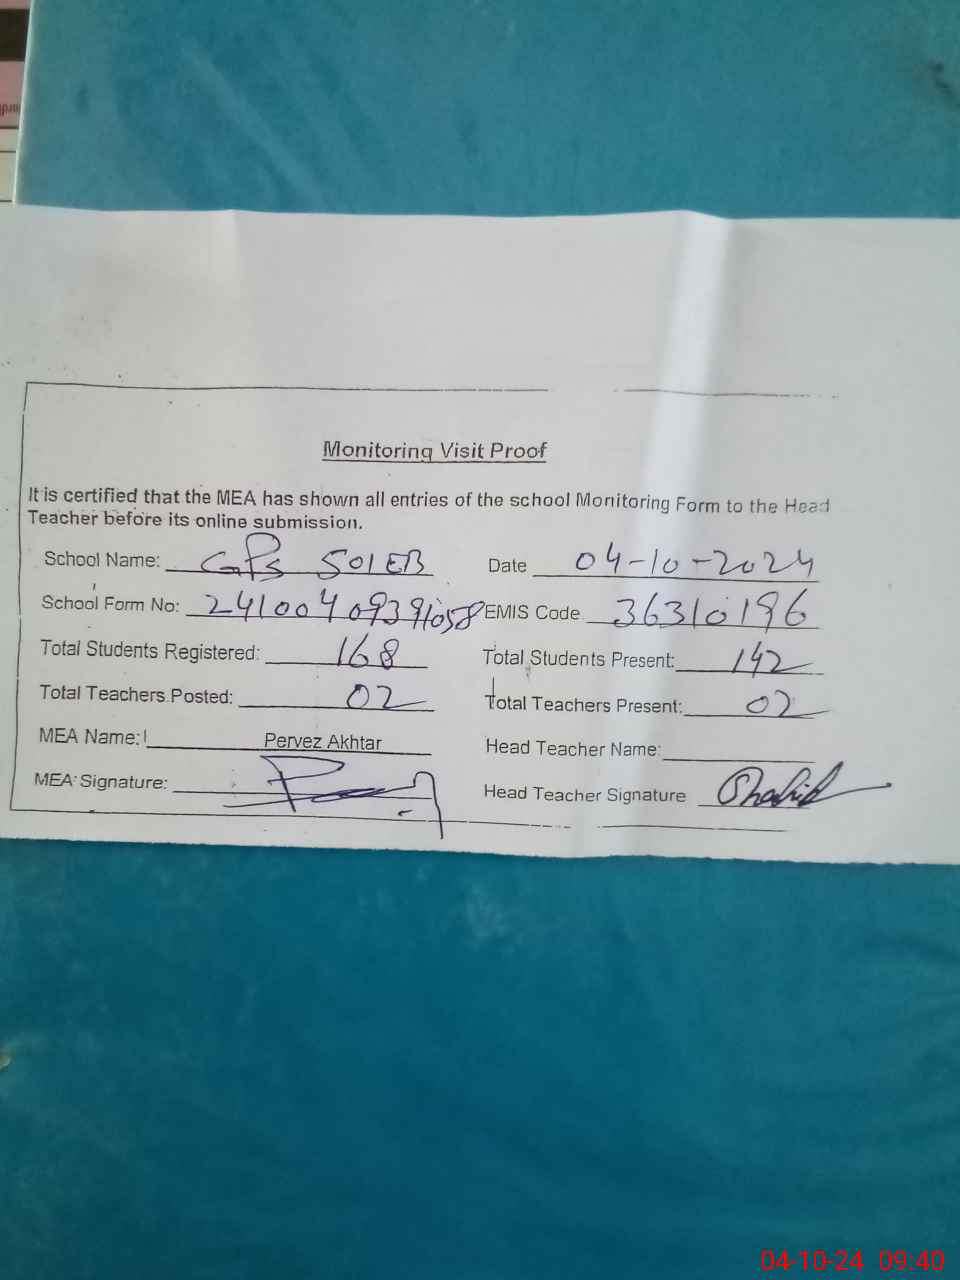 Monitoring Visit Proof
It is certified that the MEA has shown all entries of the school Monitoring Form to the Head
Teacher before its online submission.
School Name: GPS 501EB Date 04-10-2024
School Form No: 24100409391058 EMIS Code 36310196
Total Students Registered: 168 Total Students Present: 142
Total Teachers Posted: 02 Total Teachers Present: 02
MEA Name: Pervez Akhtar Head Teacher Name:
MEA Signature: Head Teacher Signature Shahid
04-10-24 09:40